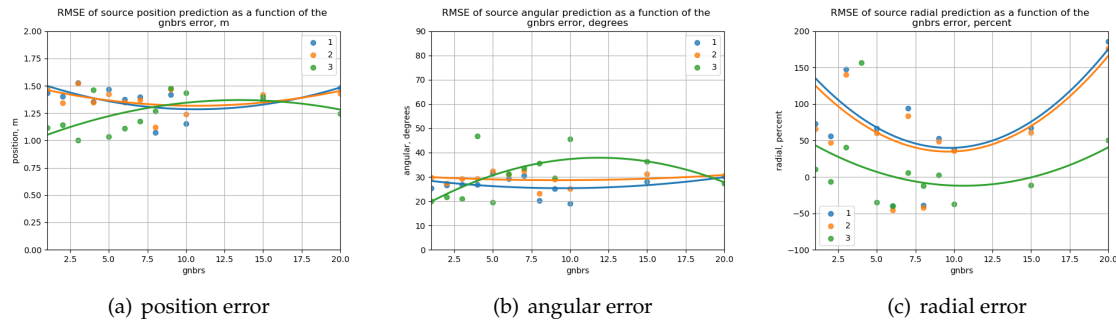 RMSE of source position prediction as a function of the
gnbrs error, m
2.00
1.75
1.50
1.25
1.00
0.75
0.50
0.25
0.00
position, m
2.5 5.0 7.5 10.0 12.5 15.0 17.5 20.0
gnbrs
1
2
3
(a) position error
RMSE of source angular prediction as a function of the
gnbrs error, degrees
90
80
70
60
50
40
30
20
10
0
angular, degrees
2.5 5.0 7.5 10.0 12.5 15.0 17.5 20.0
gnbrs
1
2
3
(b) angular error
RMSE of source radial prediction as a function of the
gnbrs error, percent
200
150
100
50
0
−50
−100
radial, percent
2.5 5.0 7.5 10.0 12.5 15.0 17.5 20.0
gnbrs
1
2
3
(c) radial error